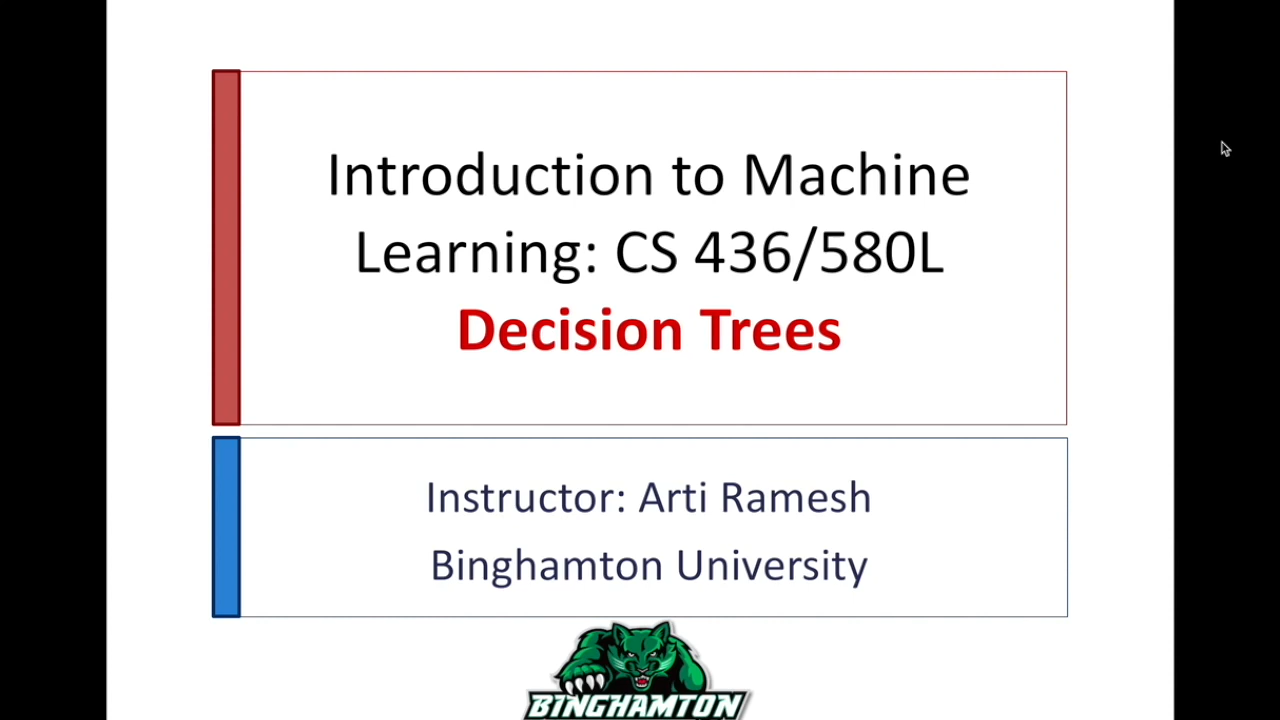 Introduction to Machine
Learning: CS 436/580L
Decision Trees
Instructor: Arti Ramesh
Binghamton University
BINGHAMTON